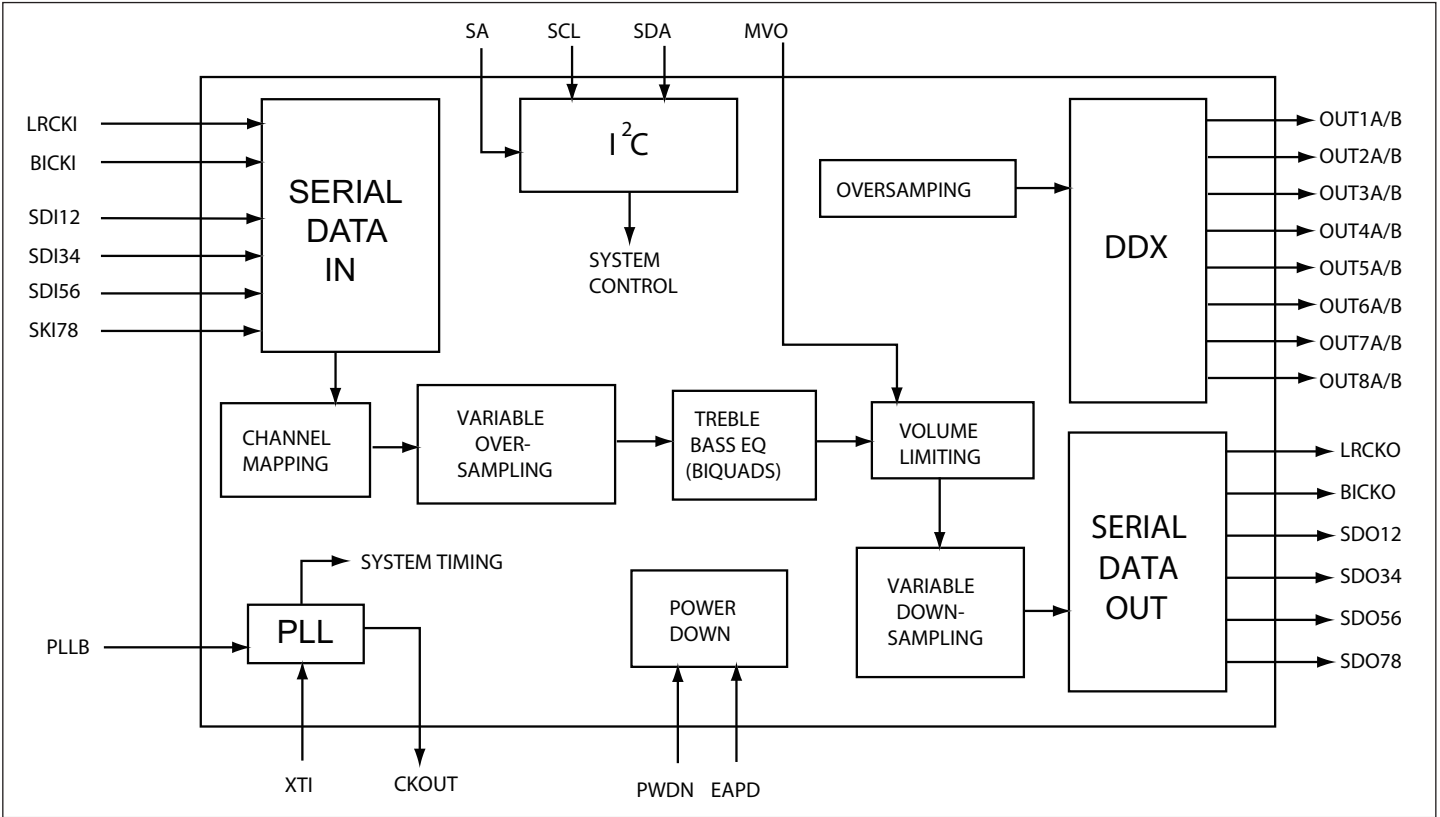 SA
SCL
SDA
MVO
LRCKI
BICKI
SDI12
SDI34
SDI56
SKI78
SERIAL
DATA
IN
I²C
SYSTEM
CONTROL
OVERSAMPING
DDX
OUT1A/B
OUT2A/B
OUT3A/B
OUT4A/B
OUT5A/B
OUT6A/B
OUT7A/B
OUT8A/B
CHANNEL
MAPPING
VARIABLE
OVER-
SAMPLING
TREBLE
BASS EQ
(BIQUADS)
VOLUME
LIMITING
VARIABLE
DOWN-
SAMPLING
SERIAL
DATA
OUT
LRCKO
BICKO
SDO12
SDO34
SDO56
SDO78
SYSTEM TIMING
PLL
PLLB
POWER
DOWN
XTI
CKOUT
PWDN
EAPD